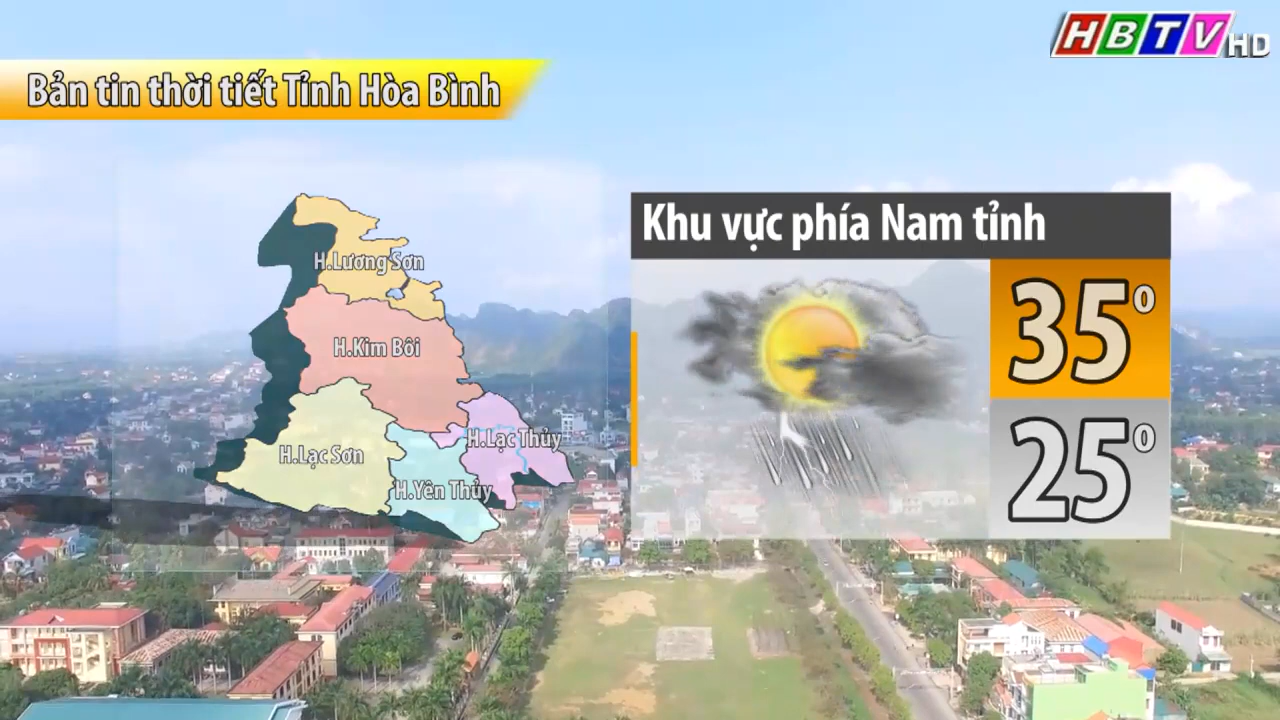 HBTV HD
Bản tin thời tiết Tỉnh Hòa Bình
Khu vực phía Nam tỉnh
H.Lương Sơn
H.Kim Bôi
H.Lạc Thủy
H.Lạc Sơn
H.Yên Thủy
35°
25°